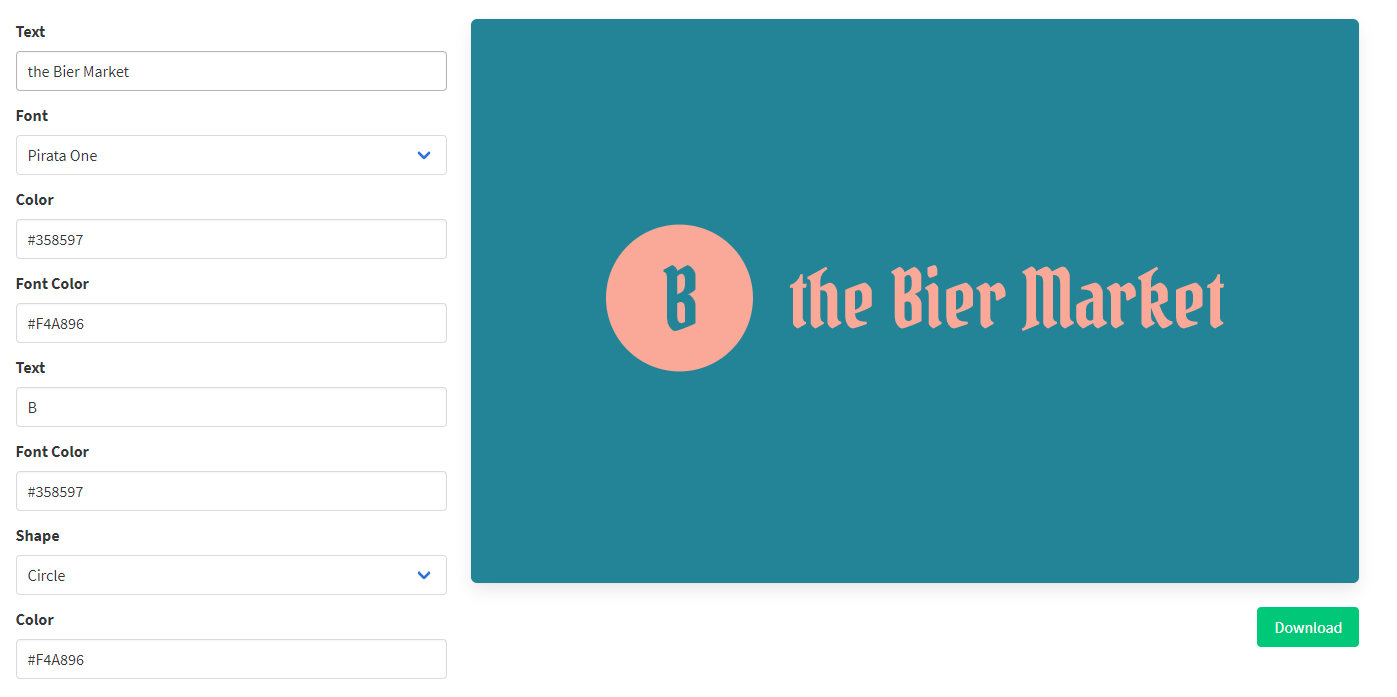 Text
the Bier Market
Font
Pirata One
Color
#358597
Font Color
#F4A896
Text
B
Font Color
#358597
Shape
Circle
Color
#F4A896
B the Bier Market
Download